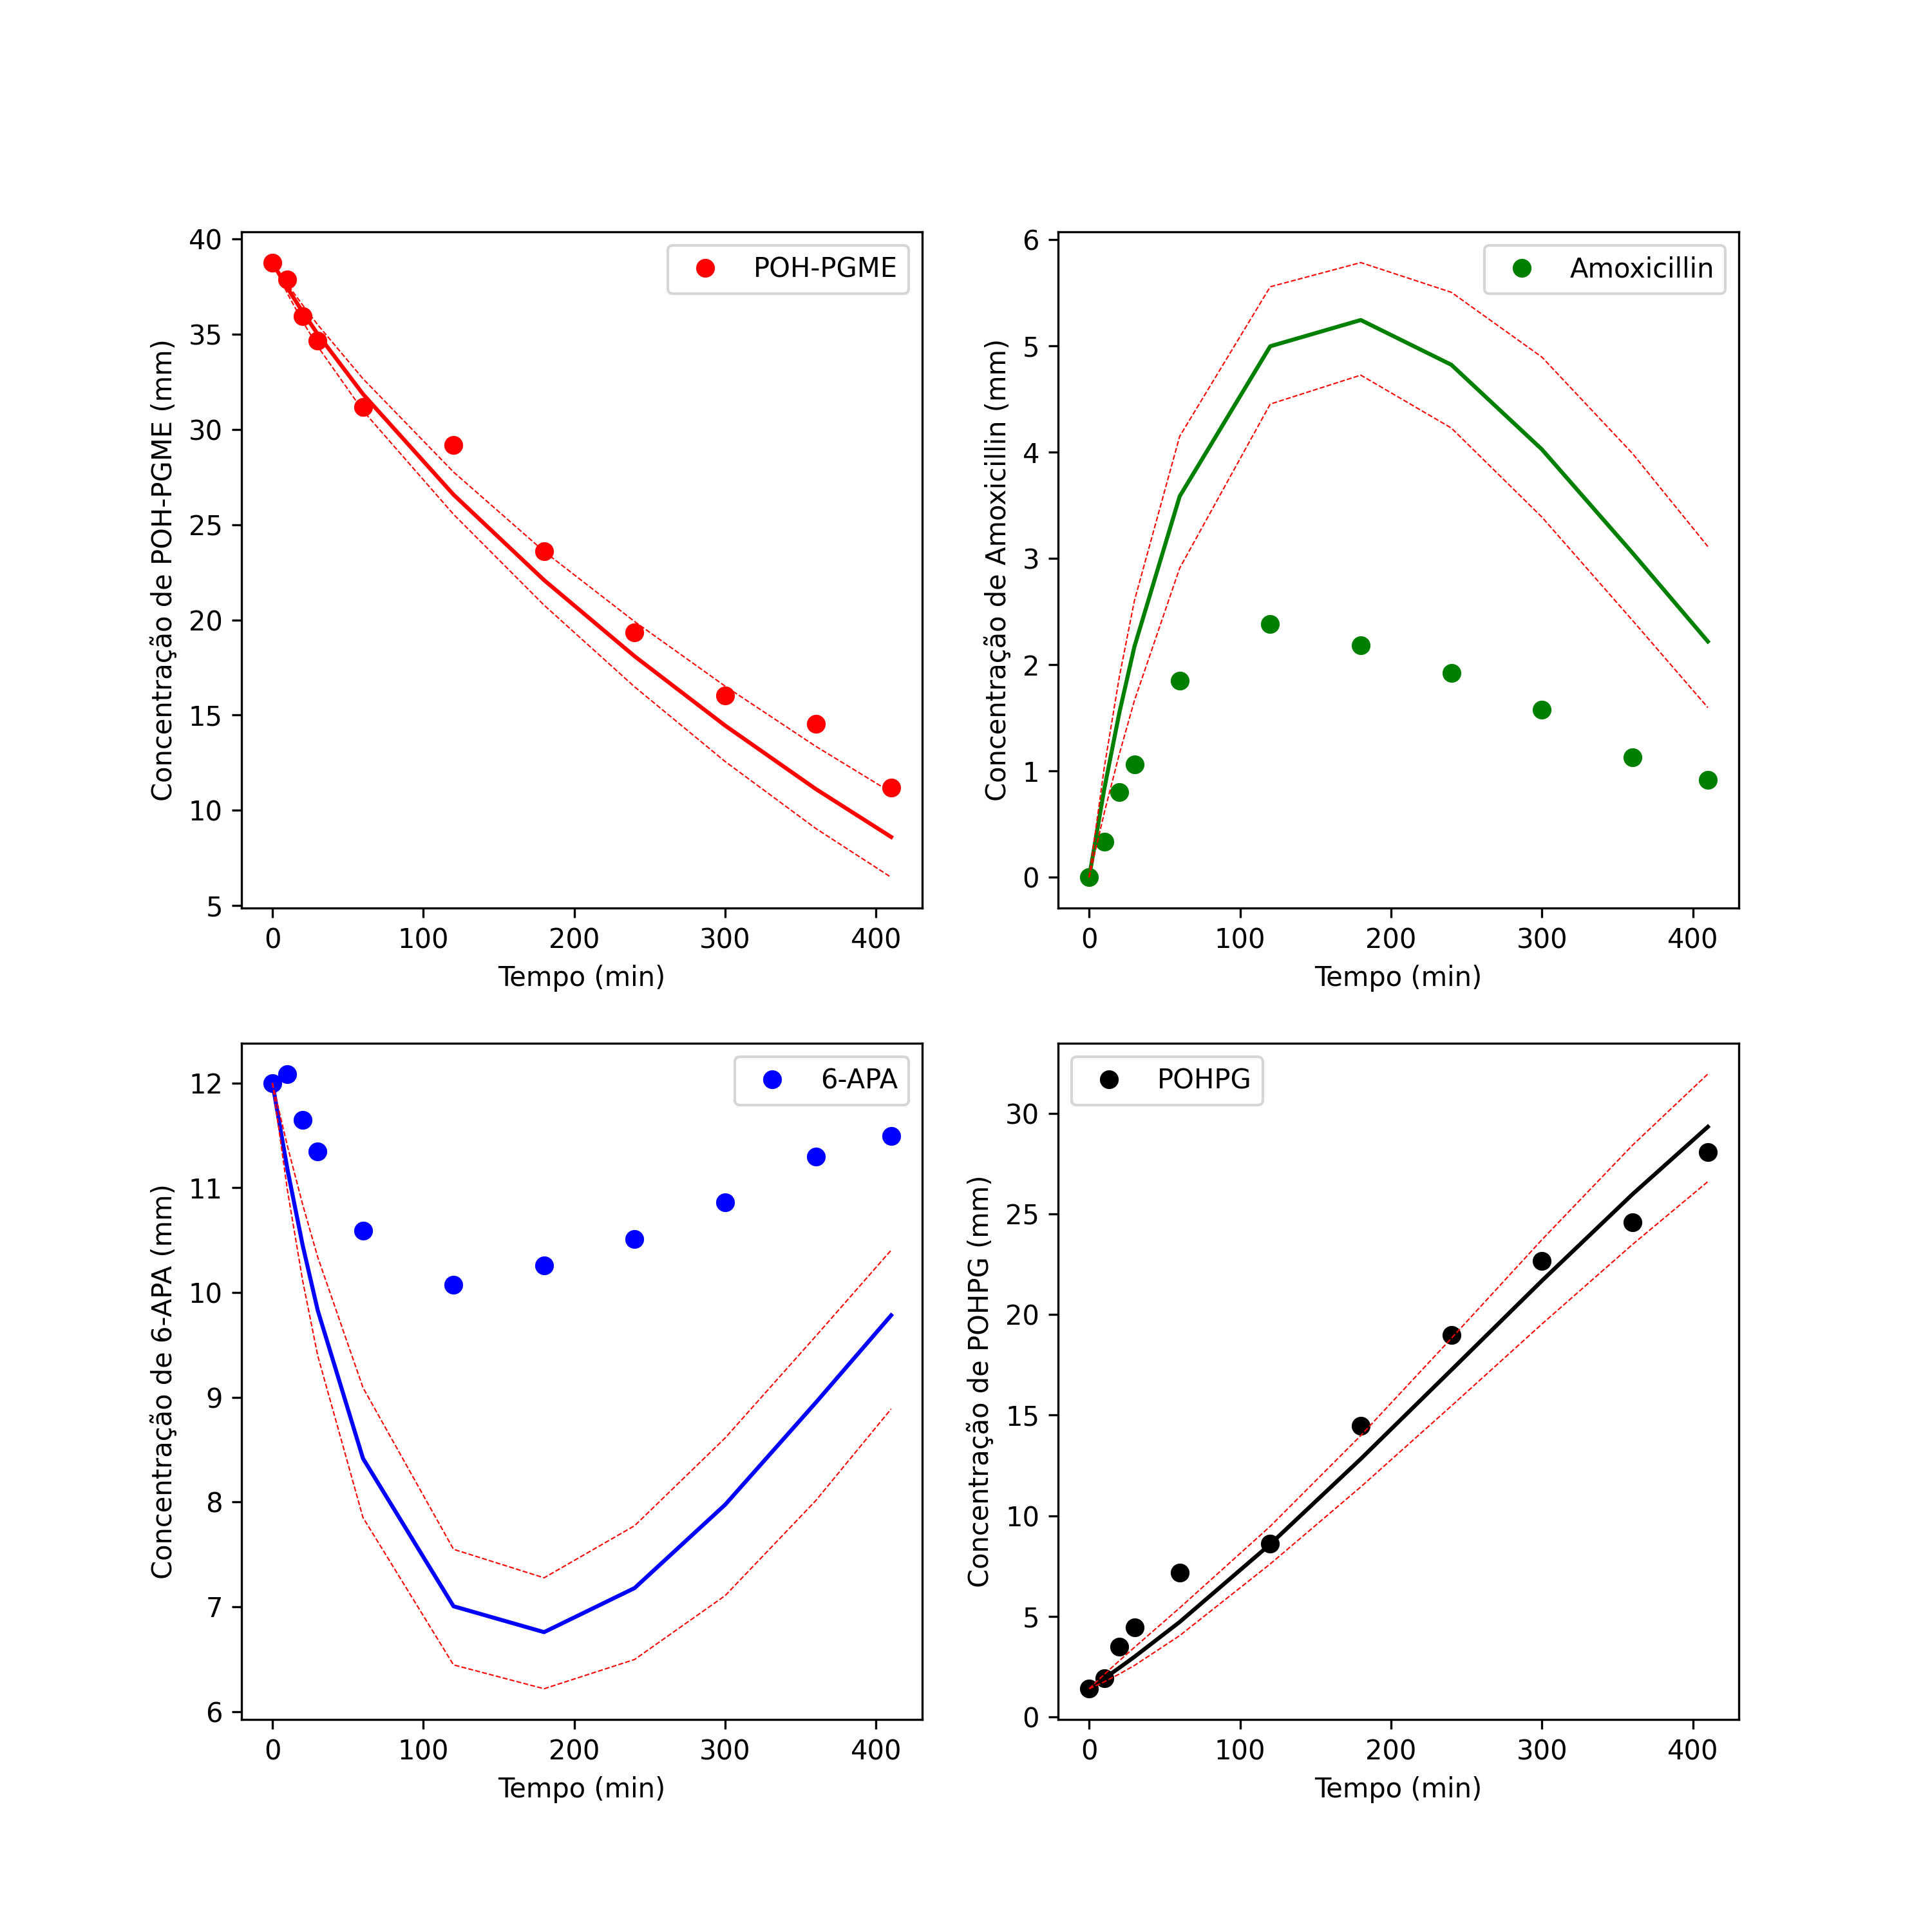 POH-PGME
40
35
30
25
20
15
10
5
Concentração de POH-PGME (mm)
0 100 200 300 400
Tempo (min)
Amoxicillin
6
5
4
3
2
1
0
Concentração de Amoxicillin (mm)
0 100 200 300 400
Tempo (min)
6-APA
12
11
10
9
8
7
6
Concentração de 6-APA (mm)
0 100 200 300 400
Tempo (min)
POHPG
30
25
20
15
10
5
0
Concentração de POHPG (mm)
0 100 200 300 400
Tempo (min)